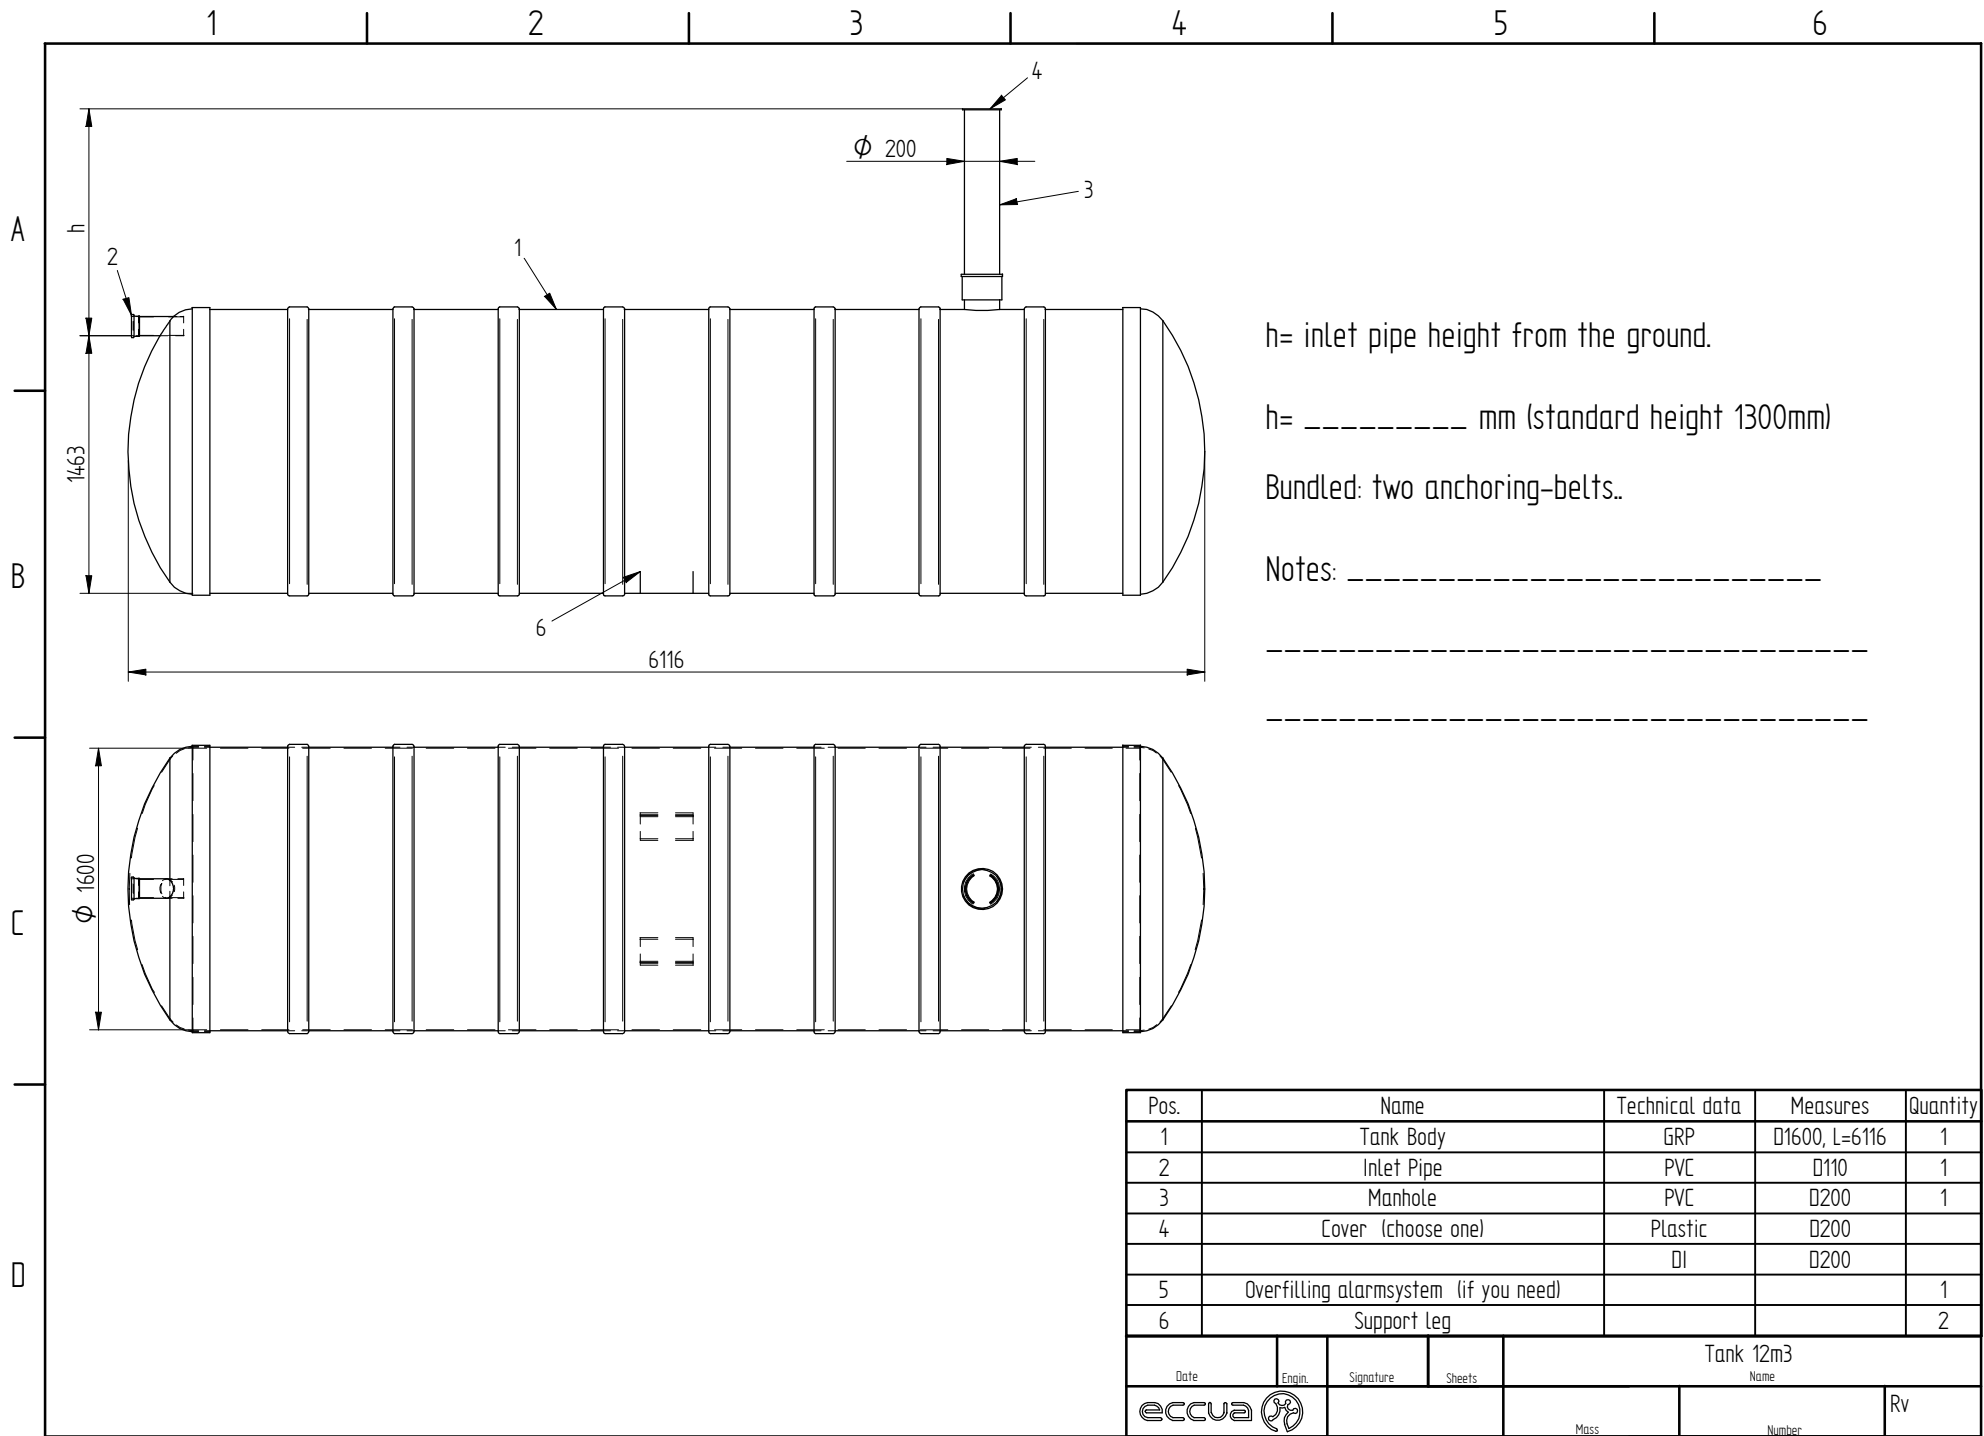 1 2 3 4 5 6
A
B
C
D
4
ϕ 200
3
h
2
1
1463
6
6116
ϕ 1600
h= inlet pipe height from the ground.
h= _________ mm (standard height 1300mm)
Bundled: two anchoring-belts..
Notes: __________________________
_________________________________
_________________________________
Pos. Name Technical data Measures Quantity
1 Tank Body GRP D1600, L=6116 1
2 Inlet Pipe PVC D110 1
3 Manhole PVC D200 1
4 Cover (choose one) Plastic D200
DI D200
5 Overfilling alarmsystem (if you need) 1
6 Support leg 2
Tank 12m3
Date Engin. Signature Sheets Name
eccua
Rv
Mass Number